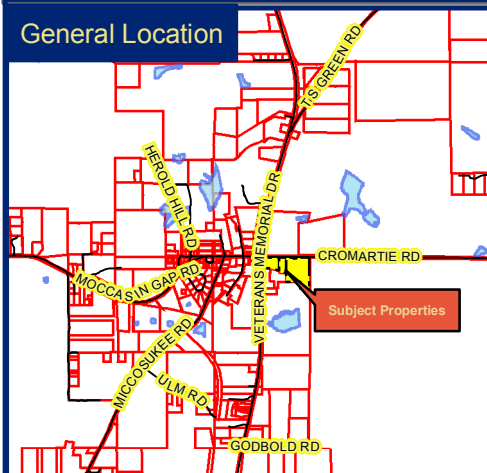 General Location
T S GREEN RD
HEROLD HILL RD
VETERANS MEMORIAL DR
CROMARTIE RD
MOCCASIN GAP RD
Subject Properties
MICCOSUKEE RD
ULM RD
GODBOLD RD